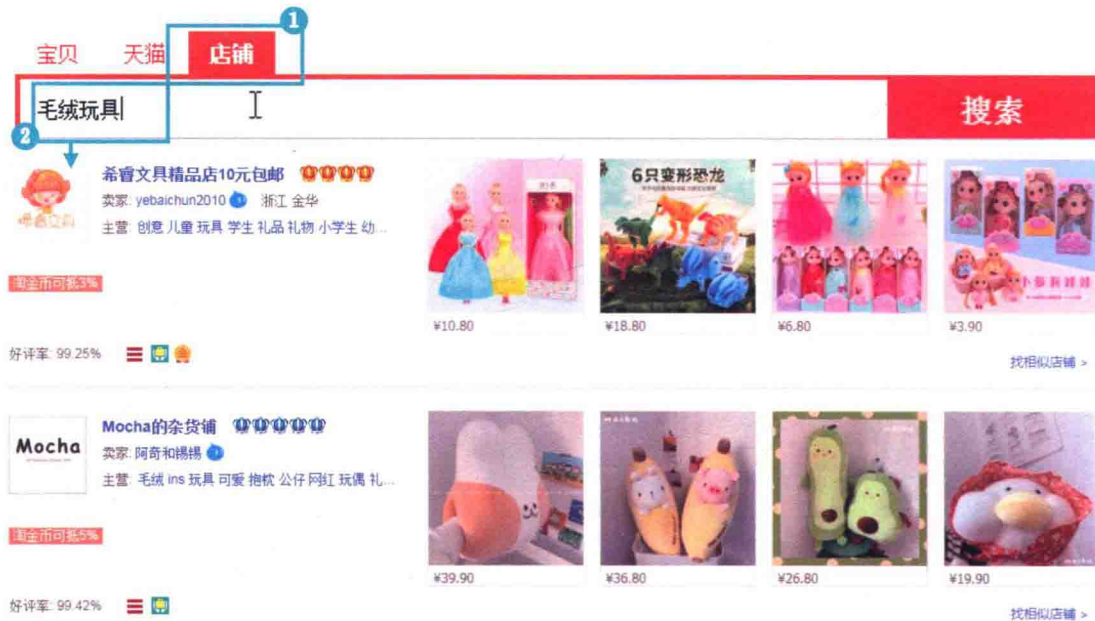 1
宝贝 天猫 店铺
毛绒玩具 搜索
2
希睿文具精品店10元包邮
卖家: yebaichun2010 浙江 金华
主营: 创意 儿童 玩具 学生 礼品 礼物 小学生 幼...
淘金币可抵3%
6只变形恐龙
¥10.80 ¥18.80 ¥6.80 ¥3.90
好评率: 99.25%
找相似店铺 >
Mocha
Mocha的杂货铺
卖家: 阿奇和锡锡
主营: 毛绒 ins 玩具 可爱 抱枕 公仔 网红 玩偶 礼...
淘金币可抵5%
¥39.90 ¥36.80 ¥26.80 ¥19.90
好评率: 99.42%
找相似店铺 >